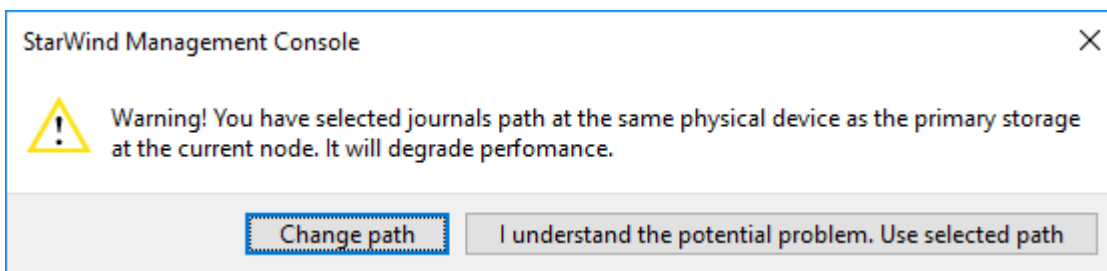 StarWind Management Console
Warning! You have selected journals path at the same physical device as the primary storage
at the current node. It will degrade perfomance.
Change path
I understand the potential problem. Use selected path